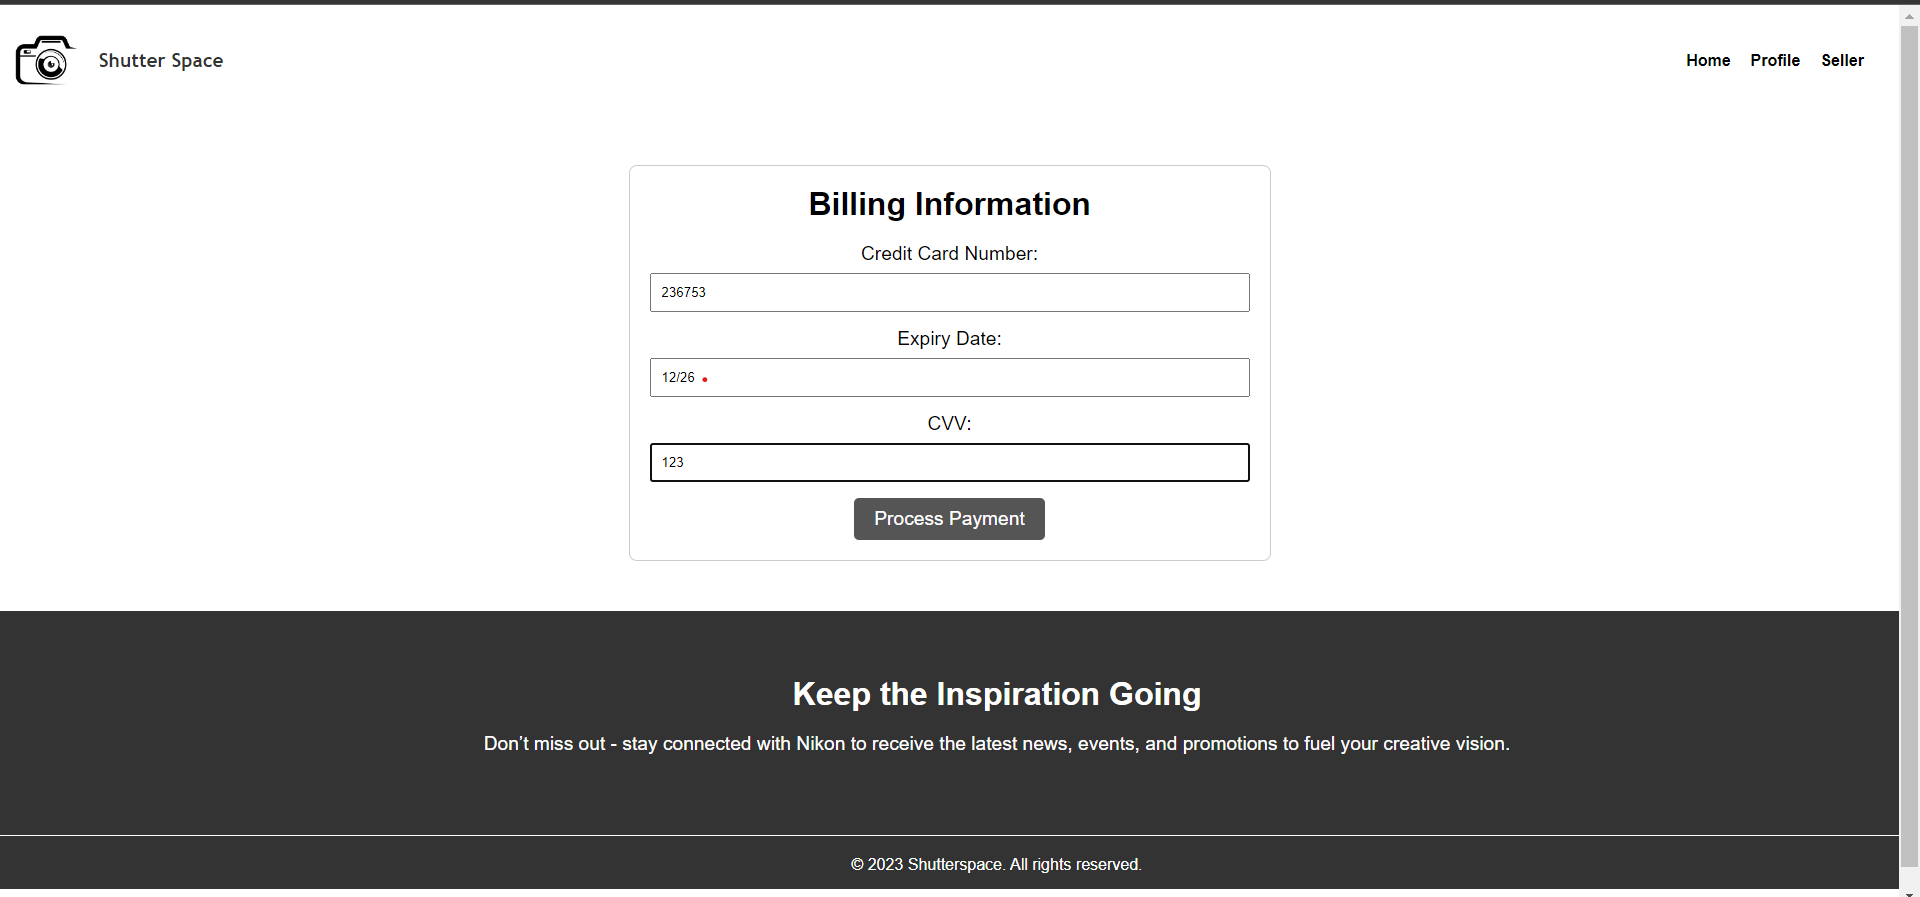 Shutter Space
Home Profile Seller
Billing Information
Credit Card Number:
236753
Expiry Date:
12/26
CVV:
123
Process Payment
Keep the Inspiration Going
Don’t miss out - stay connected with Nikon to receive the latest news, events, and promotions to fuel your creative vision.
© 2023 Shutterspace. All rights reserved.